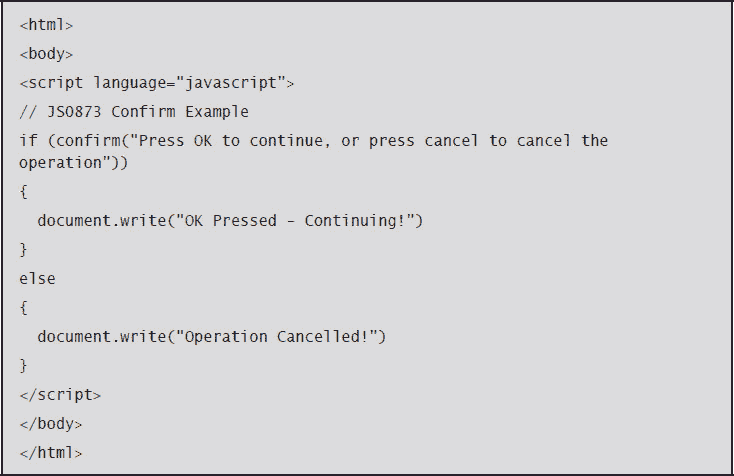 <html>
<body>
<script language="javascript">
// JS0873 Confirm Example
if (confirm("Press OK to continue, or press cancel to cancel the
operation"))
{
  document.write("OK Pressed – Continuing!")
}
else
{
  document.write("Operation Cancelled!")
}
</script>
</body>
</html>